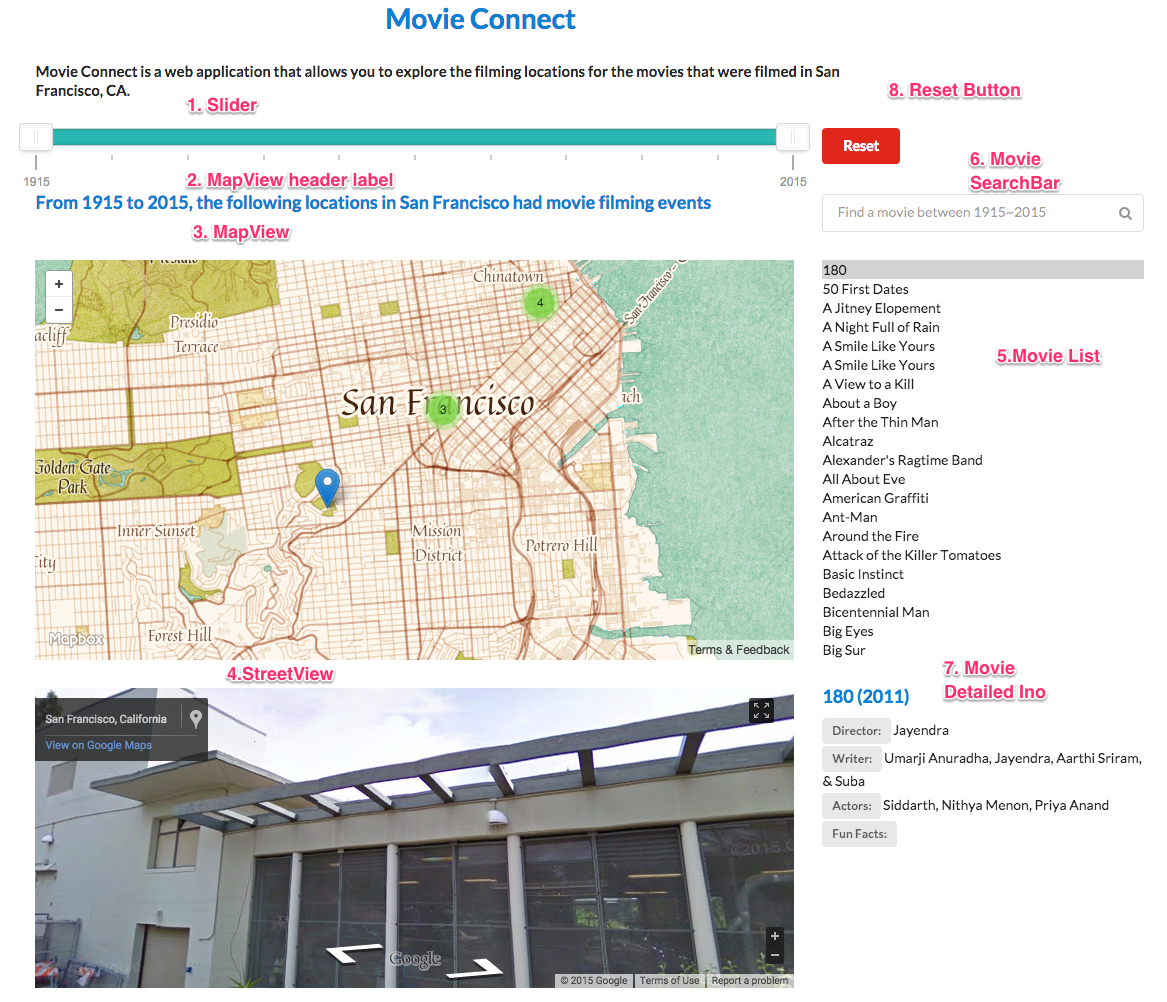 Movie Connect
Movie Connect is a web application that allows you to explore the filming locations for the movies that were filmed in San
Francisco, CA.
1. Slider
8. Reset Button
Reset
1915
2015
2. MapView header label
6. Movie
SearchBar
From 1915 to 2015, the following locations in San Francisco had movie filming events
Find a movie between 1915~2015
3. MapView
+
−
Presidio
Chinatown
4
San Francisco – 
acliff
Presidio
Terrace
San Francisco
3
ach
Golden Gate
Park
Inner Sunset
Mission
District
Potrero Hill
ity
Forest Hill
Mapbox
Terms & Feedback
180
50 First Dates
A Jitney Elopement
A Night Full of Rain
A Smile Like Yours
A Smile Like Yours
A View to a Kill
About a Boy
After the Thin Man
Alcatraz
Alexander's Ragtime Band
All About Eve
American Graffiti
Ant-Man
Around the Fire
Attack of the Killer Tomatoes
Basic Instinct
Bedazzled
Bicentennial Man
Big Eyes
Big Sur
5.Movie List
4.StreetView
San Francisco, California
View on Google Maps
Google
+
−
© 2015 Google
Terms of Use
Report a problem
7. Movie
Detailed Ino
180 (2011)
Director: Jayendra
Writer: Umarji Anuradha, Jayendra, Aarthi Sriram,
& Suba
Actors: Siddarth, Nithya Menon, Priya Anand
Fun Facts: